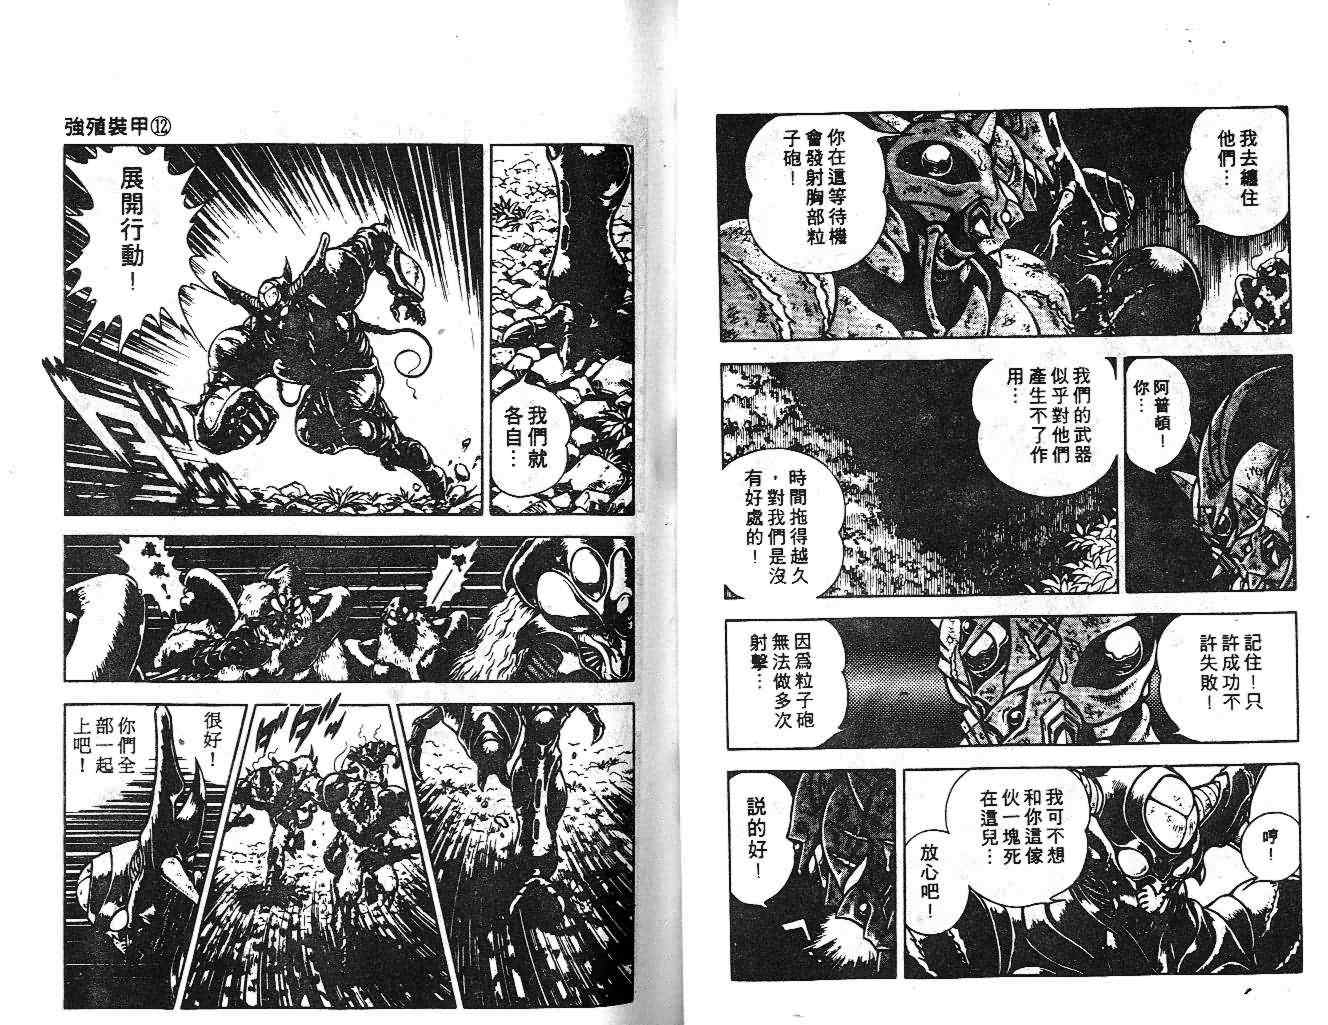 我去纏住
他們…
你在這等待機
會發射胸部粒
子砲！
阿普頓！
你…
我們的武器
似乎對他們
產生不了作
用…
時間拖得越久
，對我們是沒
有好處的！
記住！只
許成功不
許失敗！
因爲粒子砲
無法做多次
射擊…
哼！
我可不想
和你這傢
伙一塊死
在這兒…
放心吧！
説的好！
強殖裝甲⑫
我們就
各自…
展開行動！
很好！
你們全
部一起
上吧！